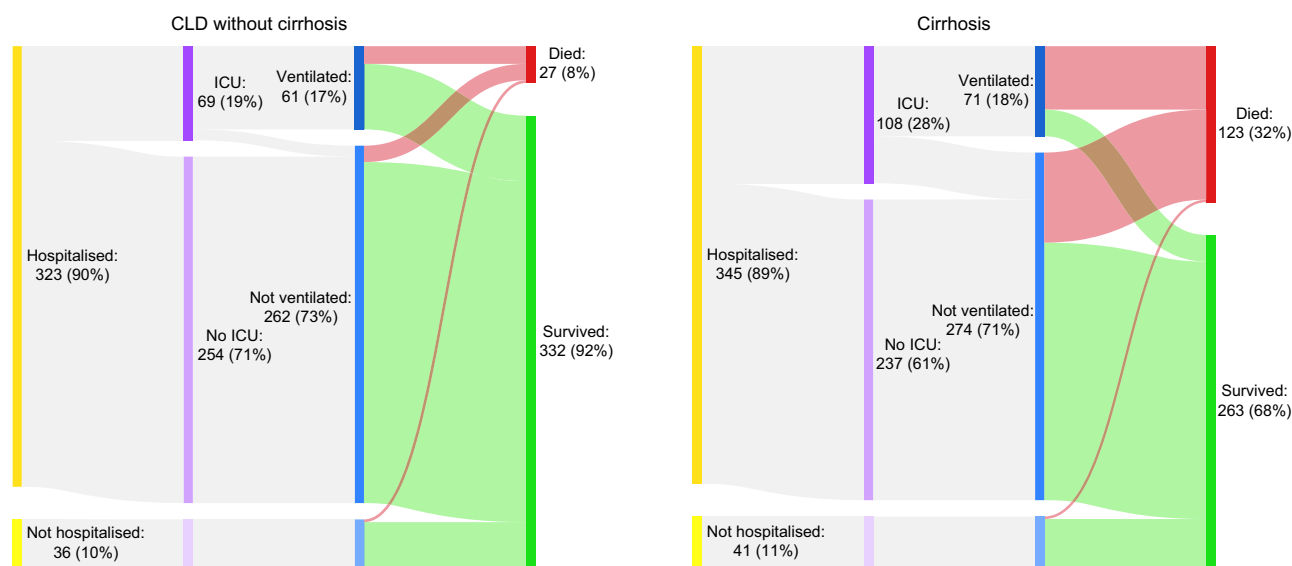 CLD without cirrhosis
Hospitalised:
323 (90%)
Not hospitalised:
36 (10%)
ICU:
69 (19%)
No ICU:
254 (71%)
Ventilated:
61 (17%)
Not ventilated:
262 (73%)
Died:
27 (8%)
Survived:
332 (92%)
Cirrhosis
Hospitalised:
345 (89%)
Not hospitalised:
41 (11%)
ICU:
108 (28%)
No ICU:
237 (61%)
Ventilated:
71 (18%)
Not ventilated:
274 (71%)
Died:
123 (32%)
Survived:
263 (68%)